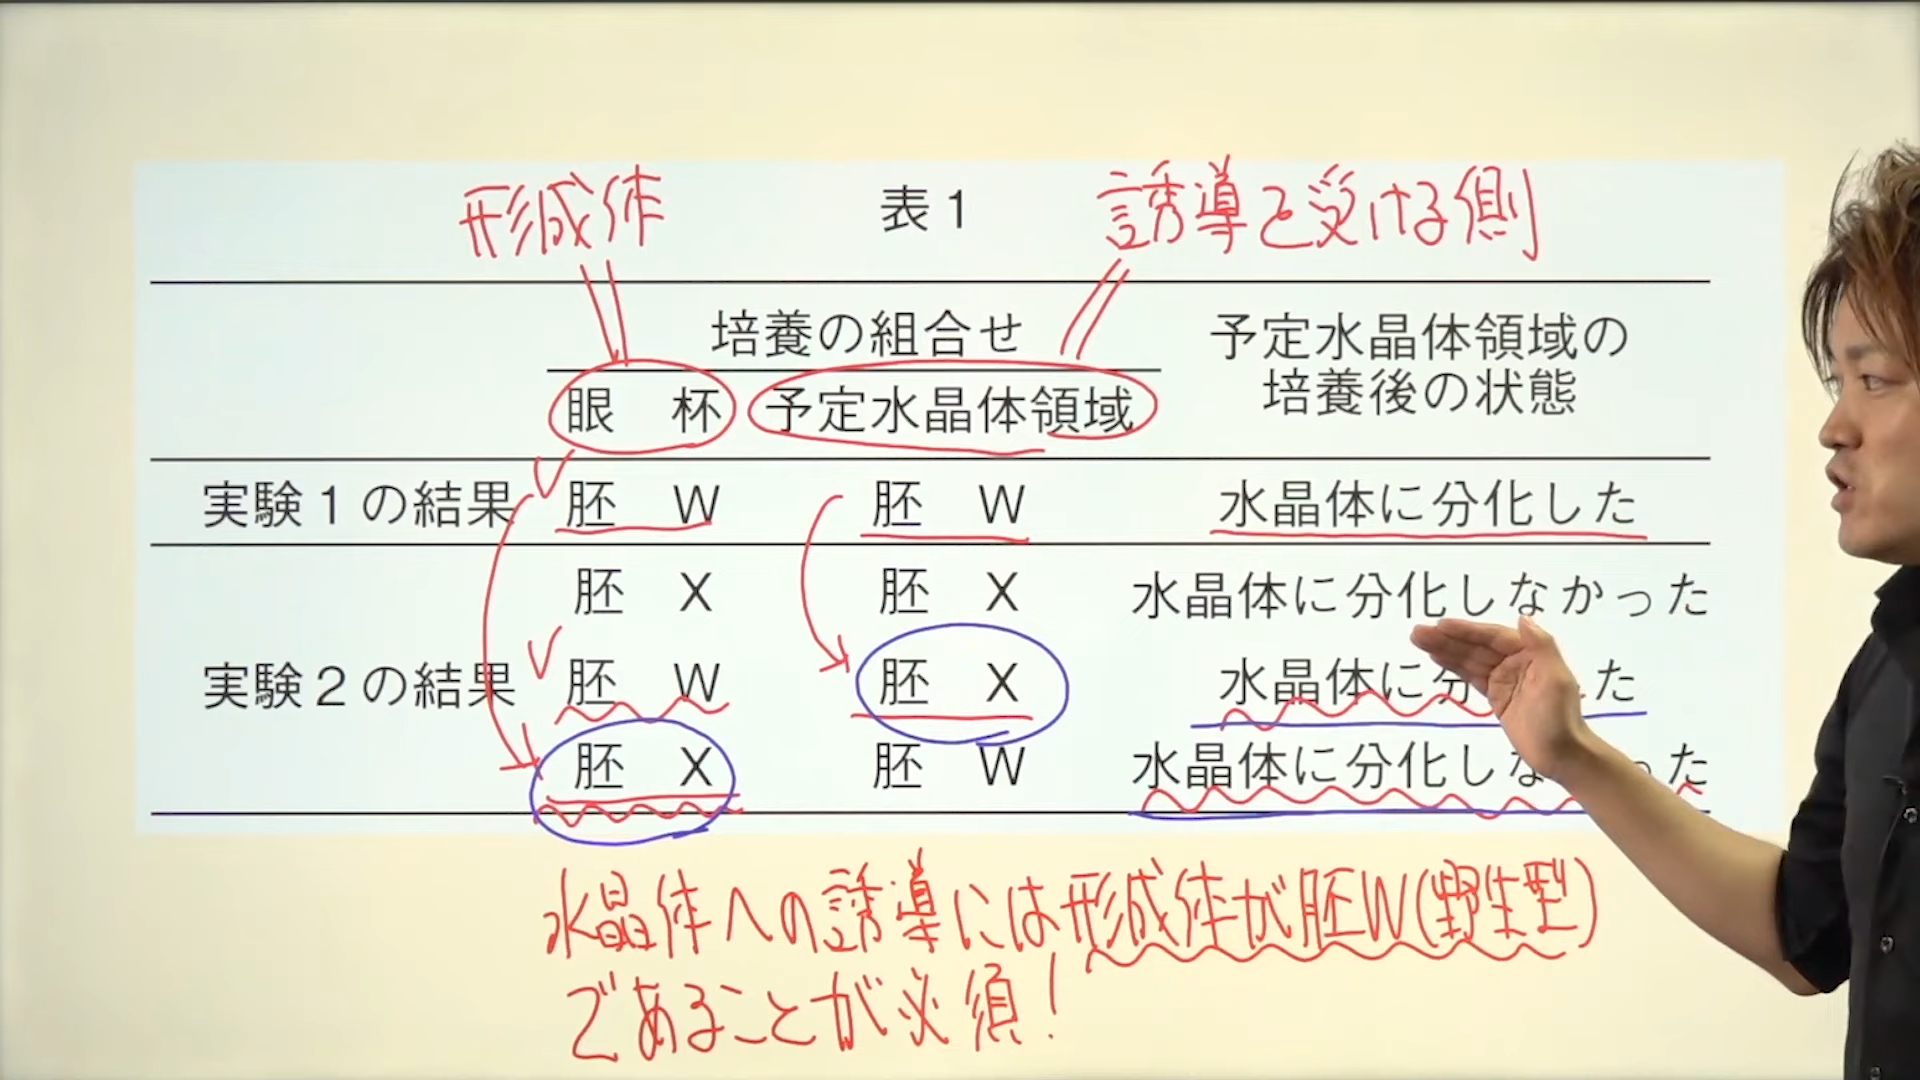 形成体 表1 誘導を受ける側
培養の組合せ
予定水晶体領域の
培養後の状態
眼 杯 予定水晶体領域
実験1の結果 胚 W 胚 W 水晶体に分化した
胚 X 胚 X 水晶体に分化しなかった
実験2の結果 胚 W 胚 X 水晶体に分 た
胚 X 胚 W 水晶体に分化し った
水晶体への誘導には形成体が胚W(野生型)
であることが必須!